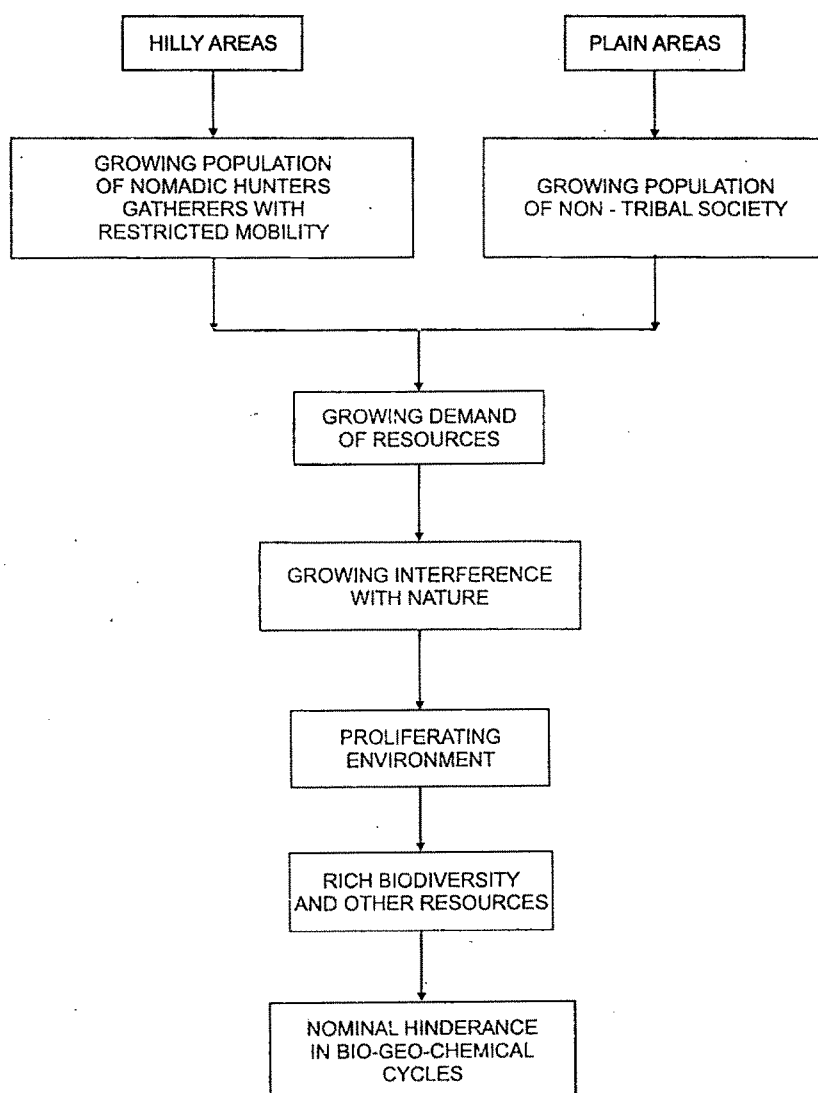 HILLY AREAS
PLAIN AREAS
GROWING POPULATION
OF NOMADIC HUNTERS
GATHERERS WITH
RESTRICTED MOBILITY
GROWING POPULATION
OF NON - TRIBAL SOCIETY
GROWING DEMAND
OF RESOURCES
GROWING INTERFERENCE
WITH NATURE
PROLIFERATING
ENVIRONMENT
RICH BIODIVERSITY
AND OTHER RESOURCES
NOMINAL HINDERANCE
IN BIO-GEO-CHEMICAL
CYCLES